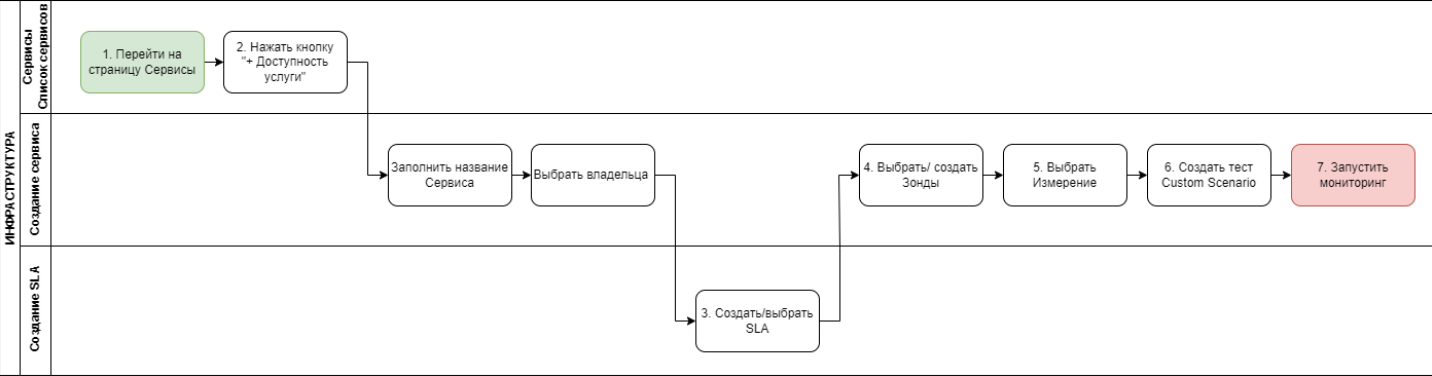 ИНФРАСТРУКТУРА
Сервисы
Список сервисов
1. Перейти на
страницу Сервисы
2. Нажать кнопку
"+ Доступность
услуги"
Создание сервиса
Заполнить название
Сервиса
Выбрать владельца
4. Выбрать/ создать
Зонды
5. Выбрать
Измерение
6. Создать тест
Custom Scenario
7. Запустить
мониторинг
Создание SLA
3. Создать/выбрать
SLA